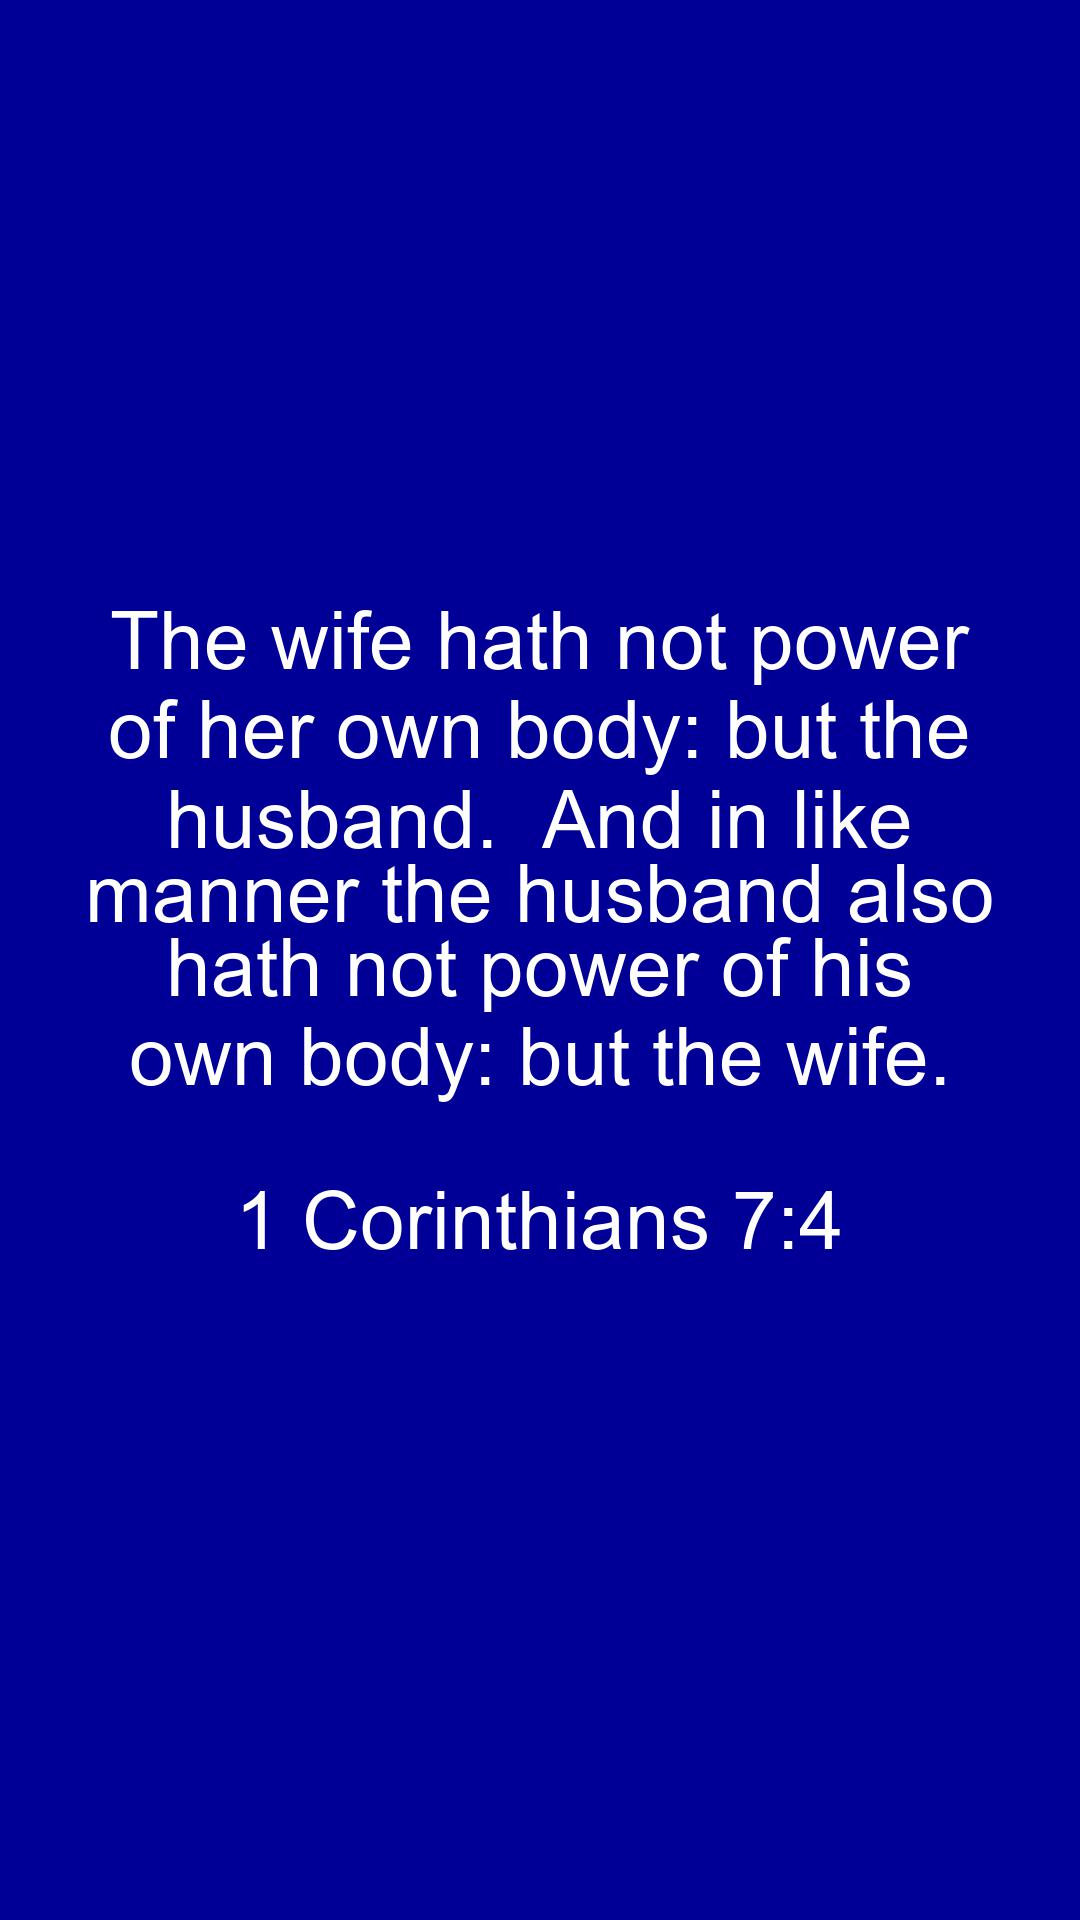 The wife hath not power
of her own body: but the
husband.  And in like
manner the husband also
hath not power of his
own body: but the wife.
1 Corinthians 7:4